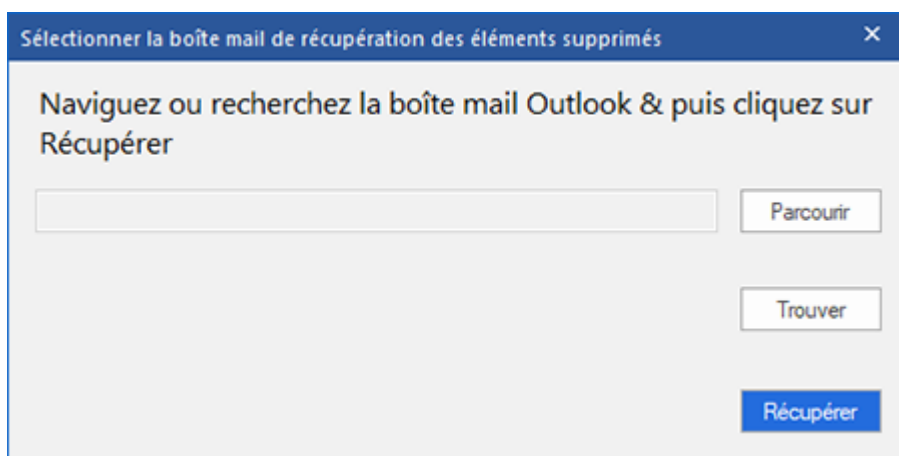 Sélectionner la boîte mail de récupération des éléments supprimés
Naviguez ou recherchez la boîte mail Outlook & puis cliquez sur
Récupérer
Parcourir
Trouver
Récupérer